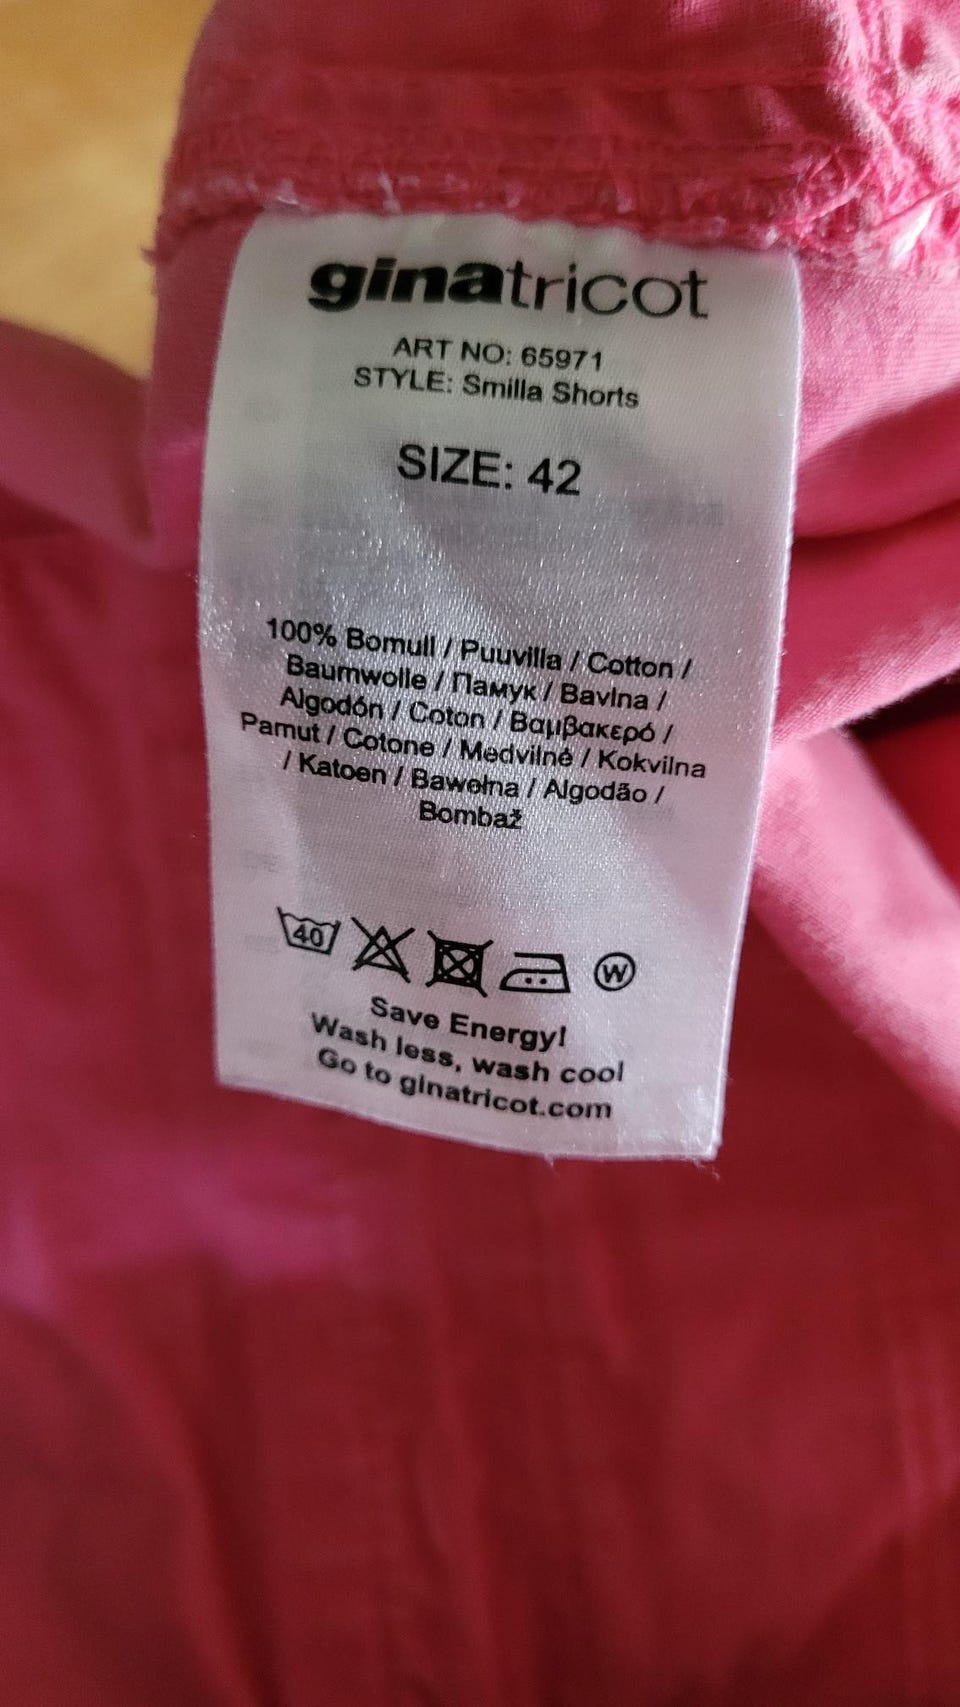 ginatricot
ART NO: 65971
STYLE: Smilla Shorts
SIZE: 42
100% Bomull / Puuvilla / Cotton /
Baumwolle / Памук / Bavlna /
Algodón / Coton / Βαμβακερό /
Pamut / Cotone / Medvilnė / Kokvilna
/ Katoen / Bawełna / Algodão /
Bombaž
40 W
Save Energy!
Wash less, wash cool
Go to ginatricot.com